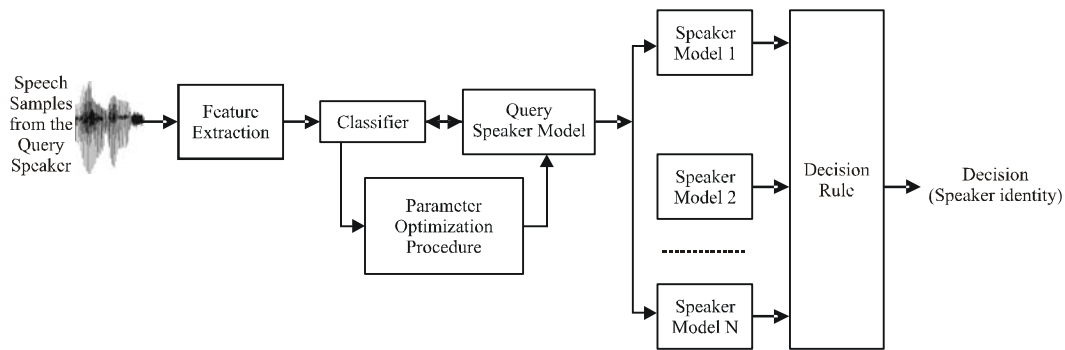 Speech
Samples
from the
Query
Speaker
Feature
Extraction
Classifier
Query
Speaker Model
Parameter
Optimization
Procedure
Speaker
Model 1
Speaker
Model 2
Speaker
Model N
Decision
Rule
Decision
(Speaker identity)